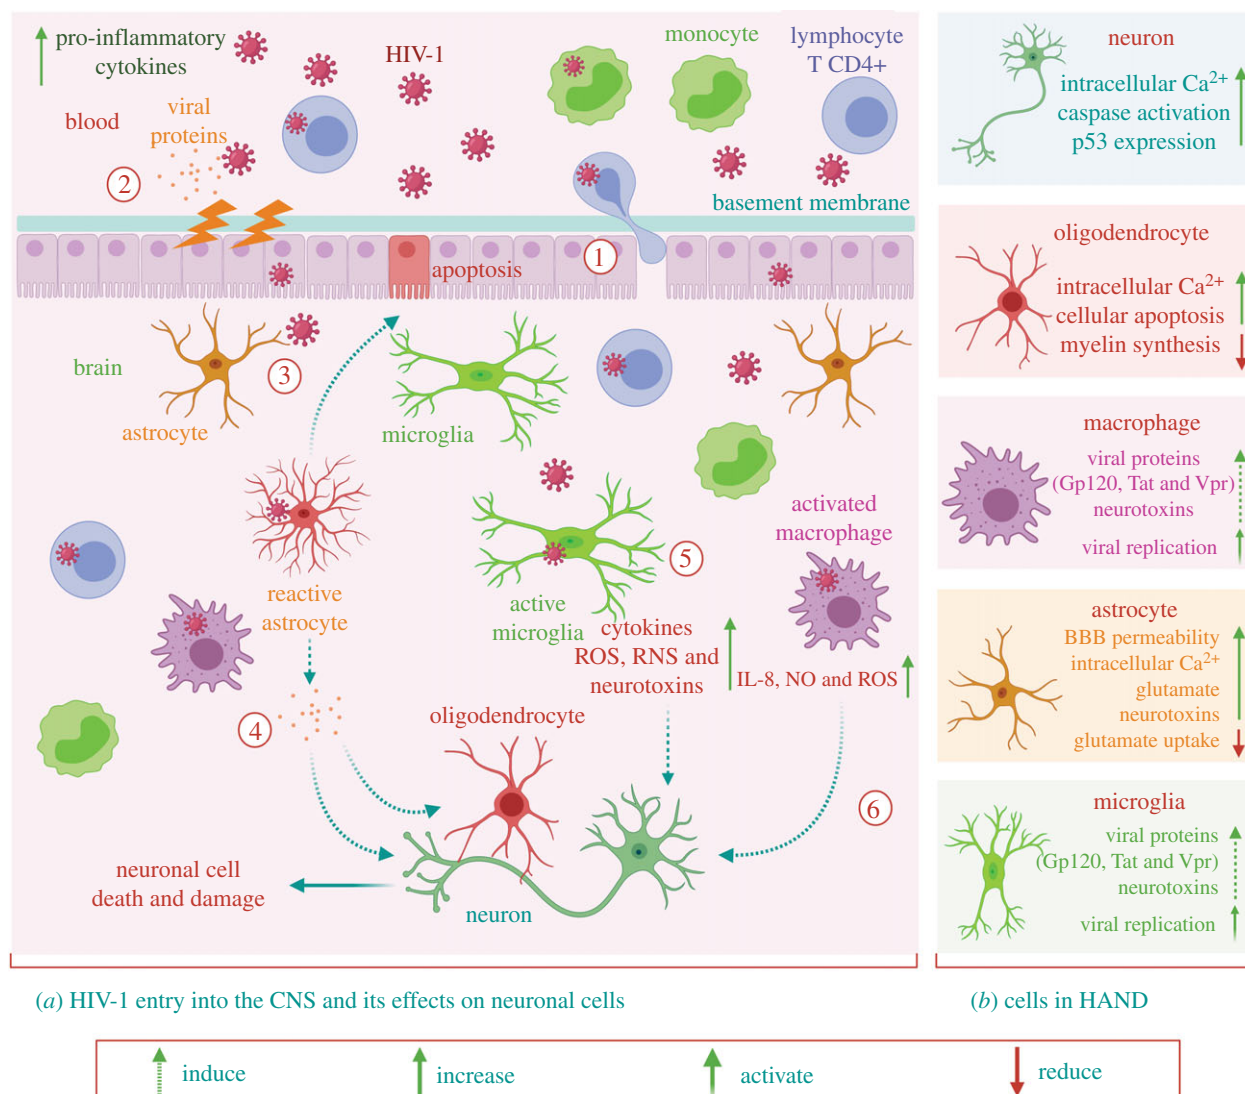 pro-inflammatory
cytokines
HIV-1
monocyte
lymphocyte
T CD4+
blood
viral
proteins
2
basement membrane
1
apoptosis
brain
3
astrocyte
microglia
activated
macrophage
5
reactive
astrocyte
active
microglia
cytokines
ROS, RNS and
neurotoxins
IL-8, NO and ROS
4
oligodendrocyte
6
neuronal cell
death and damage
neuron
(a) HIV-1 entry into the CNS and its effects on neuronal cells
neuron
intracellular Ca²⁺
caspase activation
p53 expression
oligodendrocyte
intracellular Ca²⁺
cellular apoptosis
myelin synthesis
macrophage
viral proteins
(Gp120, Tat and Vpr)
neurotoxins
viral replication
astrocyte
BBB permeability
intracellular Ca²⁺
glutamate
neurotoxins
glutamate uptake
microglia
viral proteins
(Gp120, Tat and Vpr)
neurotoxins
viral replication
(b) cells in HAND
induce
increase
activate
reduce